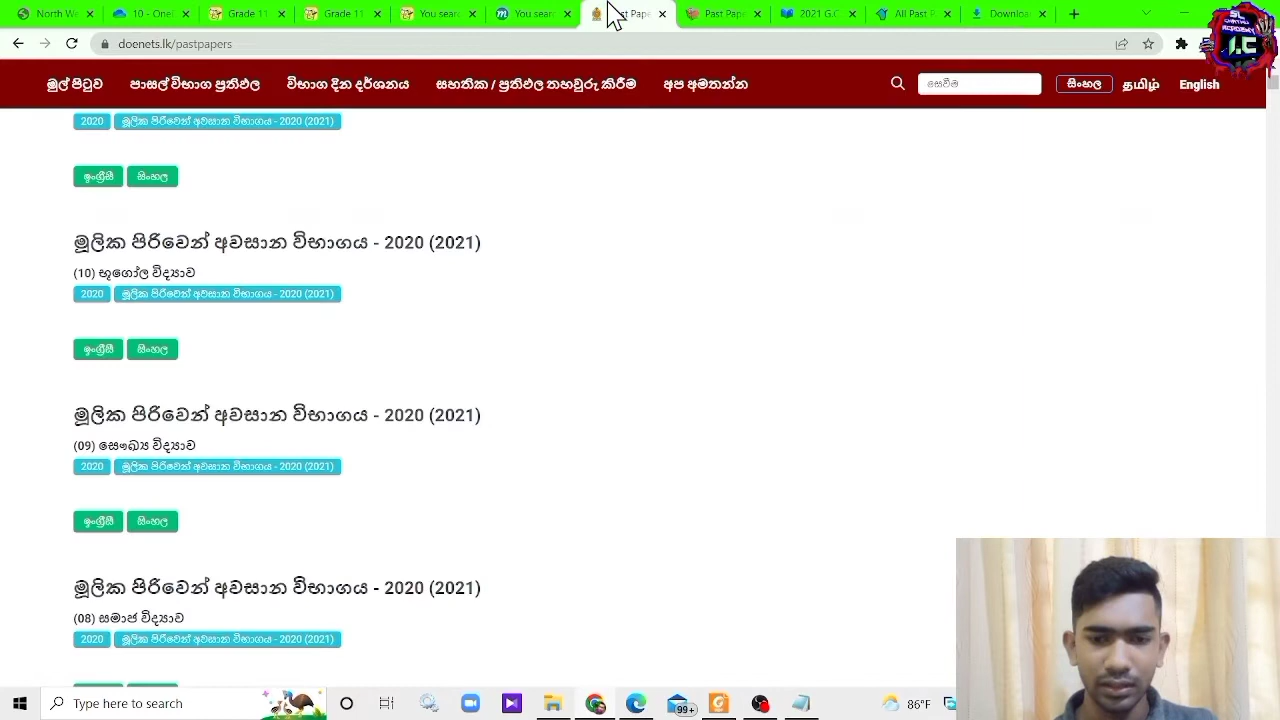 North We
10 - OneI
Grade 11
Grade 11
You searc
You searc
Past Pape
Past Pape
2021 G.C
All Past P
Downloa
doenets.lk/pastpapers
මුල් පිටුව
පාසල් විභාග ප්‍රතිඵල
විභාග දින දර්ශනය
සහතික / ප්‍රතිඵල තහවුරු කිරීම
අප අමතන්න
සෙවීම්
සිංහල
தமிழ்
English
2020 මූලික පිරිවෙන් අවසාන විභාගය - 2020 (2021)
ඉංග්‍රීසී සිංහල
මූලික පිරිවෙන් අවසාන විභාගය - 2020 (2021)
(10) භූගෝල විද්‍යාව
2020 මූලික පිරිවෙන් අවසාන විභාගය - 2020 (2021)
ඉංග්‍රීසී සිංහල
මූලික පිරිවෙන් අවසාන විභාගය - 2020 (2021)
(09) සෞඛ්‍ය විද්‍යාව
2020 මූලික පිරිවෙන් අවසාන විභාගය - 2020 (2021)
ඉංග්‍රීසී සිංහල
මූලික පිරිවෙන් අවසාන විභාගය - 2020 (2021)
(08) සමාජ විද්‍යාව
2020 මූලික පිරිවෙන් අවසාන විභාගය - 2020 (2021)
Type here to search
99+
86°F